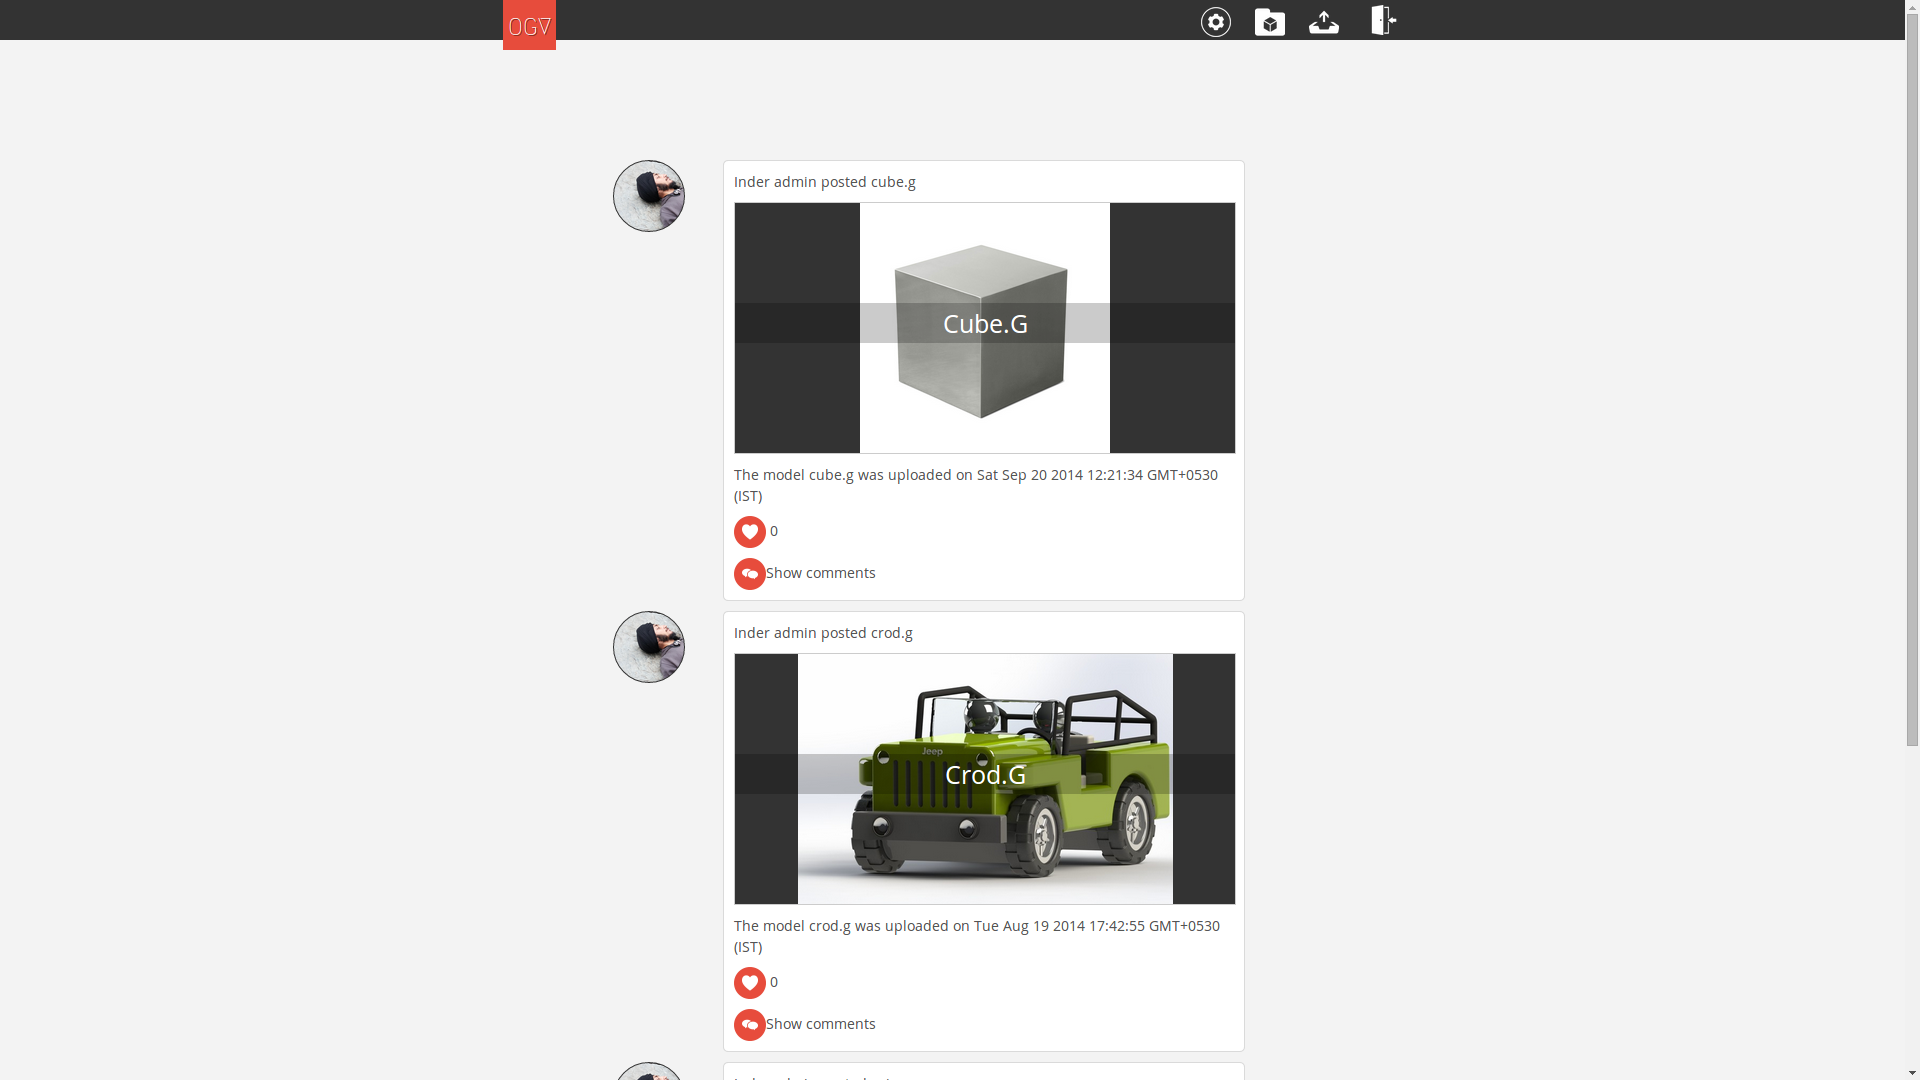 OGV
Inder admin posted cube.g
Cube.G
The model cube.g was uploaded on Sat Sep 20 2014 12:21:34 GMT+0530
(IST)
0
Show comments
Inder admin posted crod.g
Jeep
Crod.G
The model crod.g was uploaded on Tue Aug 19 2014 17:42:55 GMT+0530
(IST)
0
Show comments